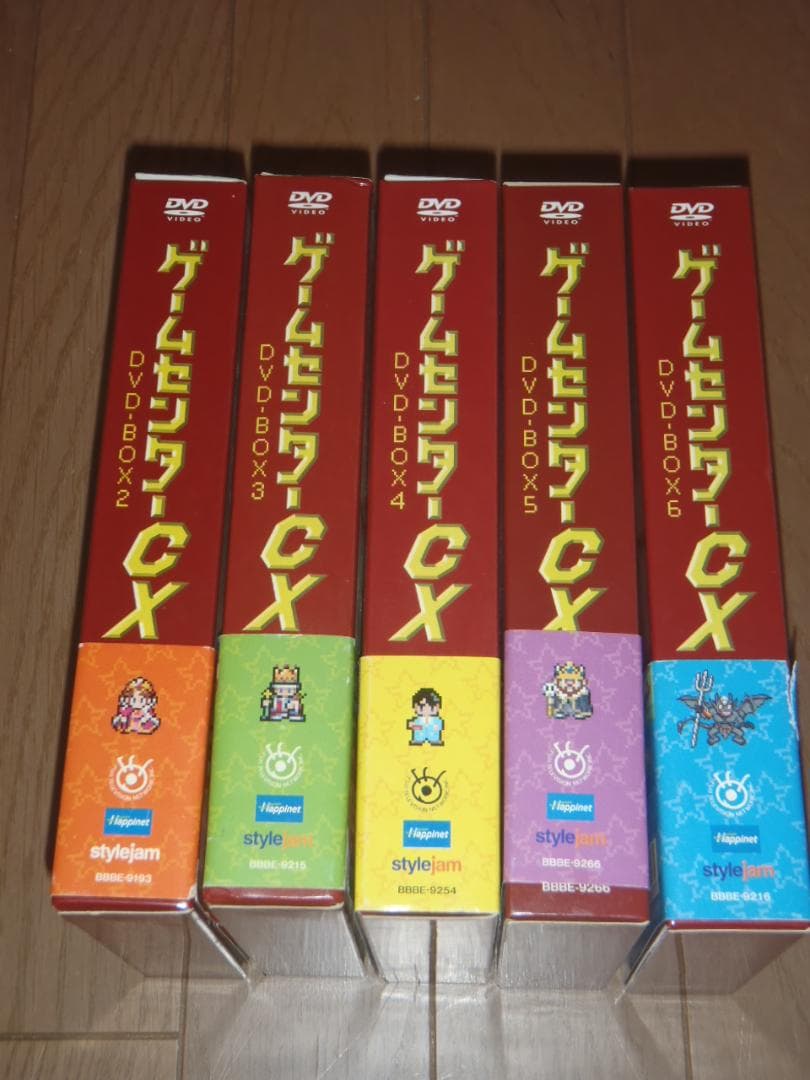 DVD
VIDEO
ゲームセンターCX
DVD-BOX2
Happinet
stylejam
BBBE-9193
DVD
VIDEO
ゲームセンターCX
DVD-BOX3
Happinet
stylejam
BBBE-9215
DVD
VIDEO
ゲームセンターCX
DVD-BOX4
Happinet
stylejam
BBBE-9254
DVD
VIDEO
ゲームセンターCX
DVD-BOX5
Happinet
stylejam
BBBE-9266
BBBE-9266
DVD
VIDEO
ゲームセンターCX
DVD-BOX6
Happinet
stylejam
BBBE-9216